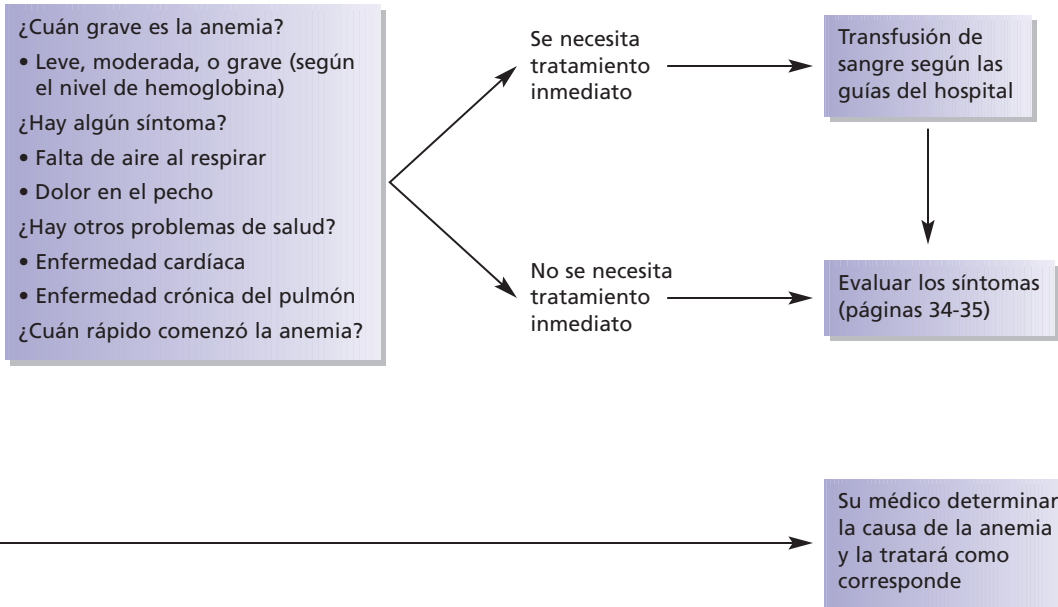 ¿Cuán grave es la anemia?
• Leve, moderada, o grave (según
el nivel de hemoglobina)
¿Hay algún síntoma?
• Falta de aire al respirar
• Dolor en el pecho
¿Hay otros problemas de salud?
• Enfermedad cardíaca
• Enfermedad crónica del pulmón
¿Cuán rápido comenzó la anemia?
Se necesita
tratamiento
inmediato
Transfusión de
sangre según las
guías del hospital
No se necesita
tratamiento
inmediato
Evaluar los síntomas
(páginas 34-35)
Su médico determinar
la causa de la anemia
y la tratará como
corresponde